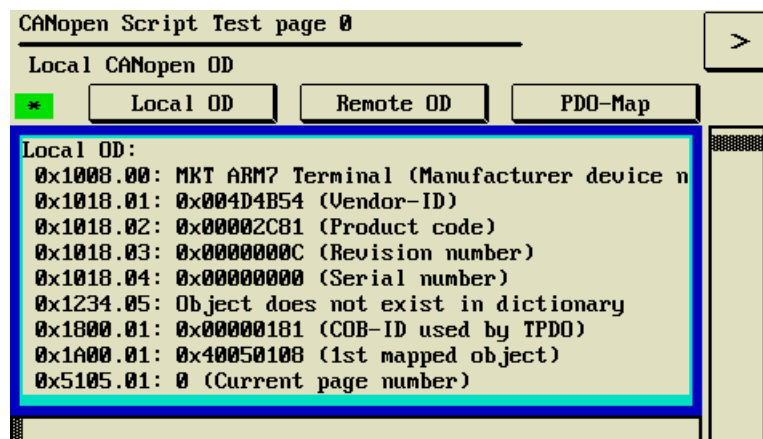 CANopen Script Test page 0
>
Local CANopen OD
* Local OD Remote OD PDO-Map
Local OD:
0x1008.00: MKT ARM7 Terminal (Manufacturer device n
0x1018.01: 0x004D4B54 (Vendor-ID)
0x1018.02: 0x00002C81 (Product code)
0x1018.03: 0x0000000C (Revision number)
0x1018.04: 0x00000000 (Serial number)
0x1234.05: Object does not exist in dictionary
0x1800.01: 0x00000181 (COB-ID used by TPDO)
0x1A00.01: 0x40050108 (1st mapped object)
0x5105.01: 0 (Current page number)